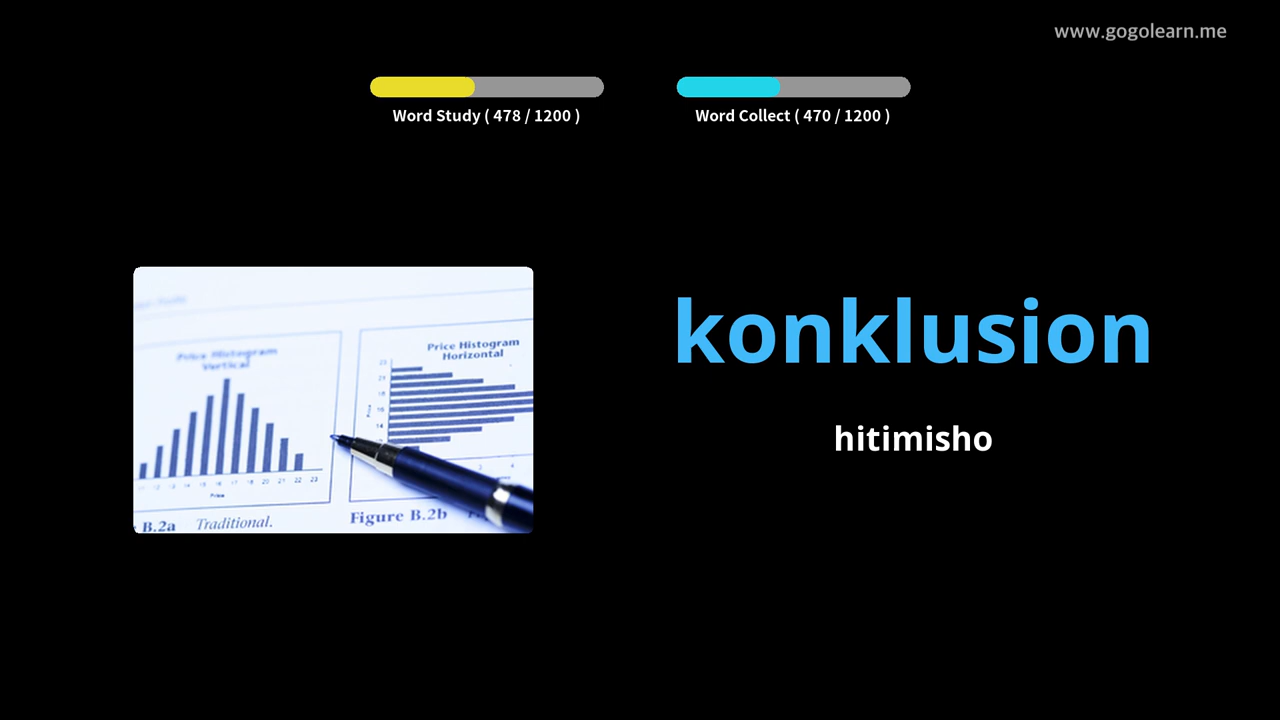 www.gogolearn.me
Word Study ( 478 / 1200 )
Word Collect ( 470 / 1200 )
konklusion
hitimisho
Price Histogram
Vertical
Price Histogram
Horizontal
Price
B.2a Traditional.
Figure B.2b